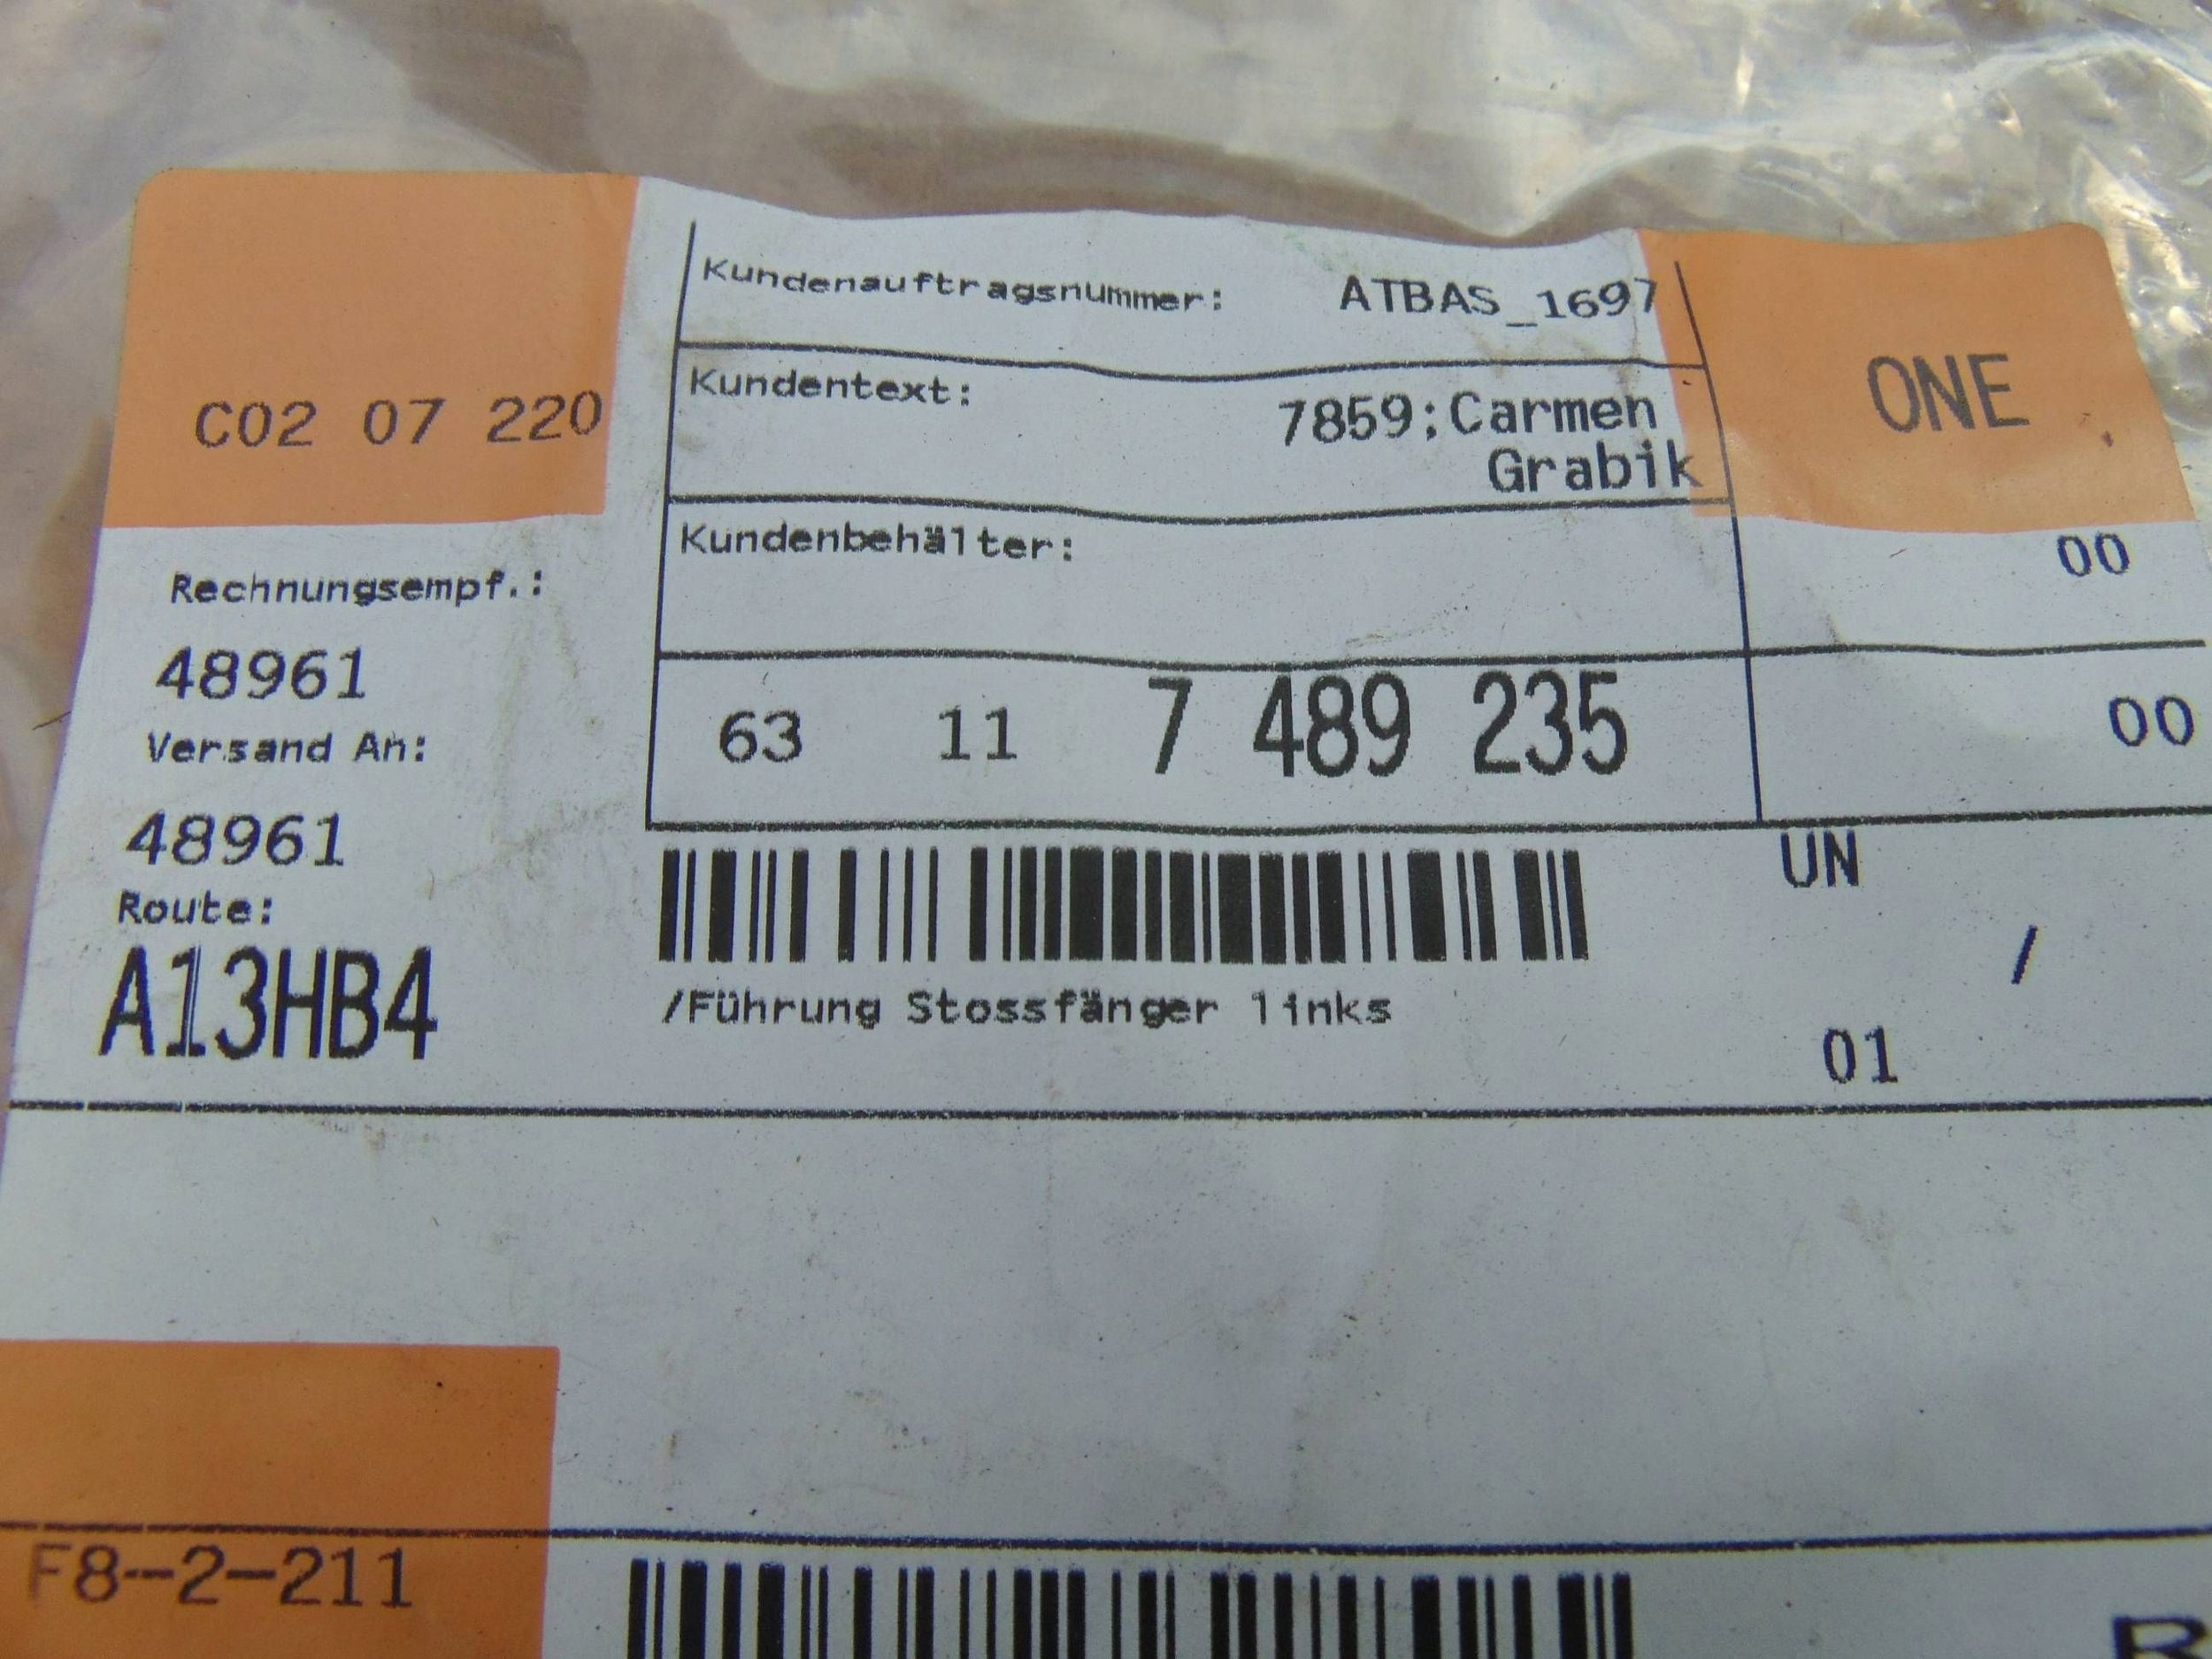 C02 07 220
Kundenauftragsnummer: ATBAS_1697
Kundentext: 7859;Carmen
Grabik
ONE
Kundenbehälter:
00
Rechnungsempf.:
48961
63 11 7 489 235
00
Versand An:
48961
UN
Route:
A13HB4
/
/Führung Stossfänger links
01
F8-2-211